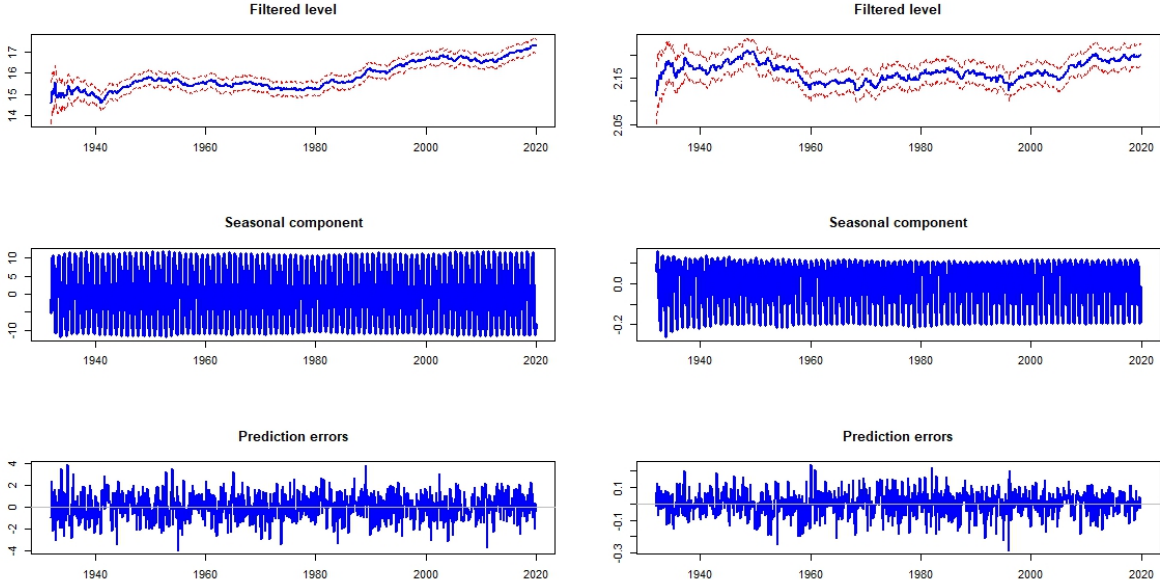 Filtered level
17
16
15
14
1940 1960 1980 2000 2020
Filtered level
2.15
2.05
1940 1960 1980 2000 2020
Seasonal component
10
5
0
-10
1940 1960 1980 2000 2020
Seasonal component
0.0
-0.2
1940 1960 1980 2000 2020
Prediction errors
4
2
0
-2
-4
1940 1960 1980 2000 2020
Prediction errors
0.1
-0.1
-0.3
1940 1960 1980 2000 2020